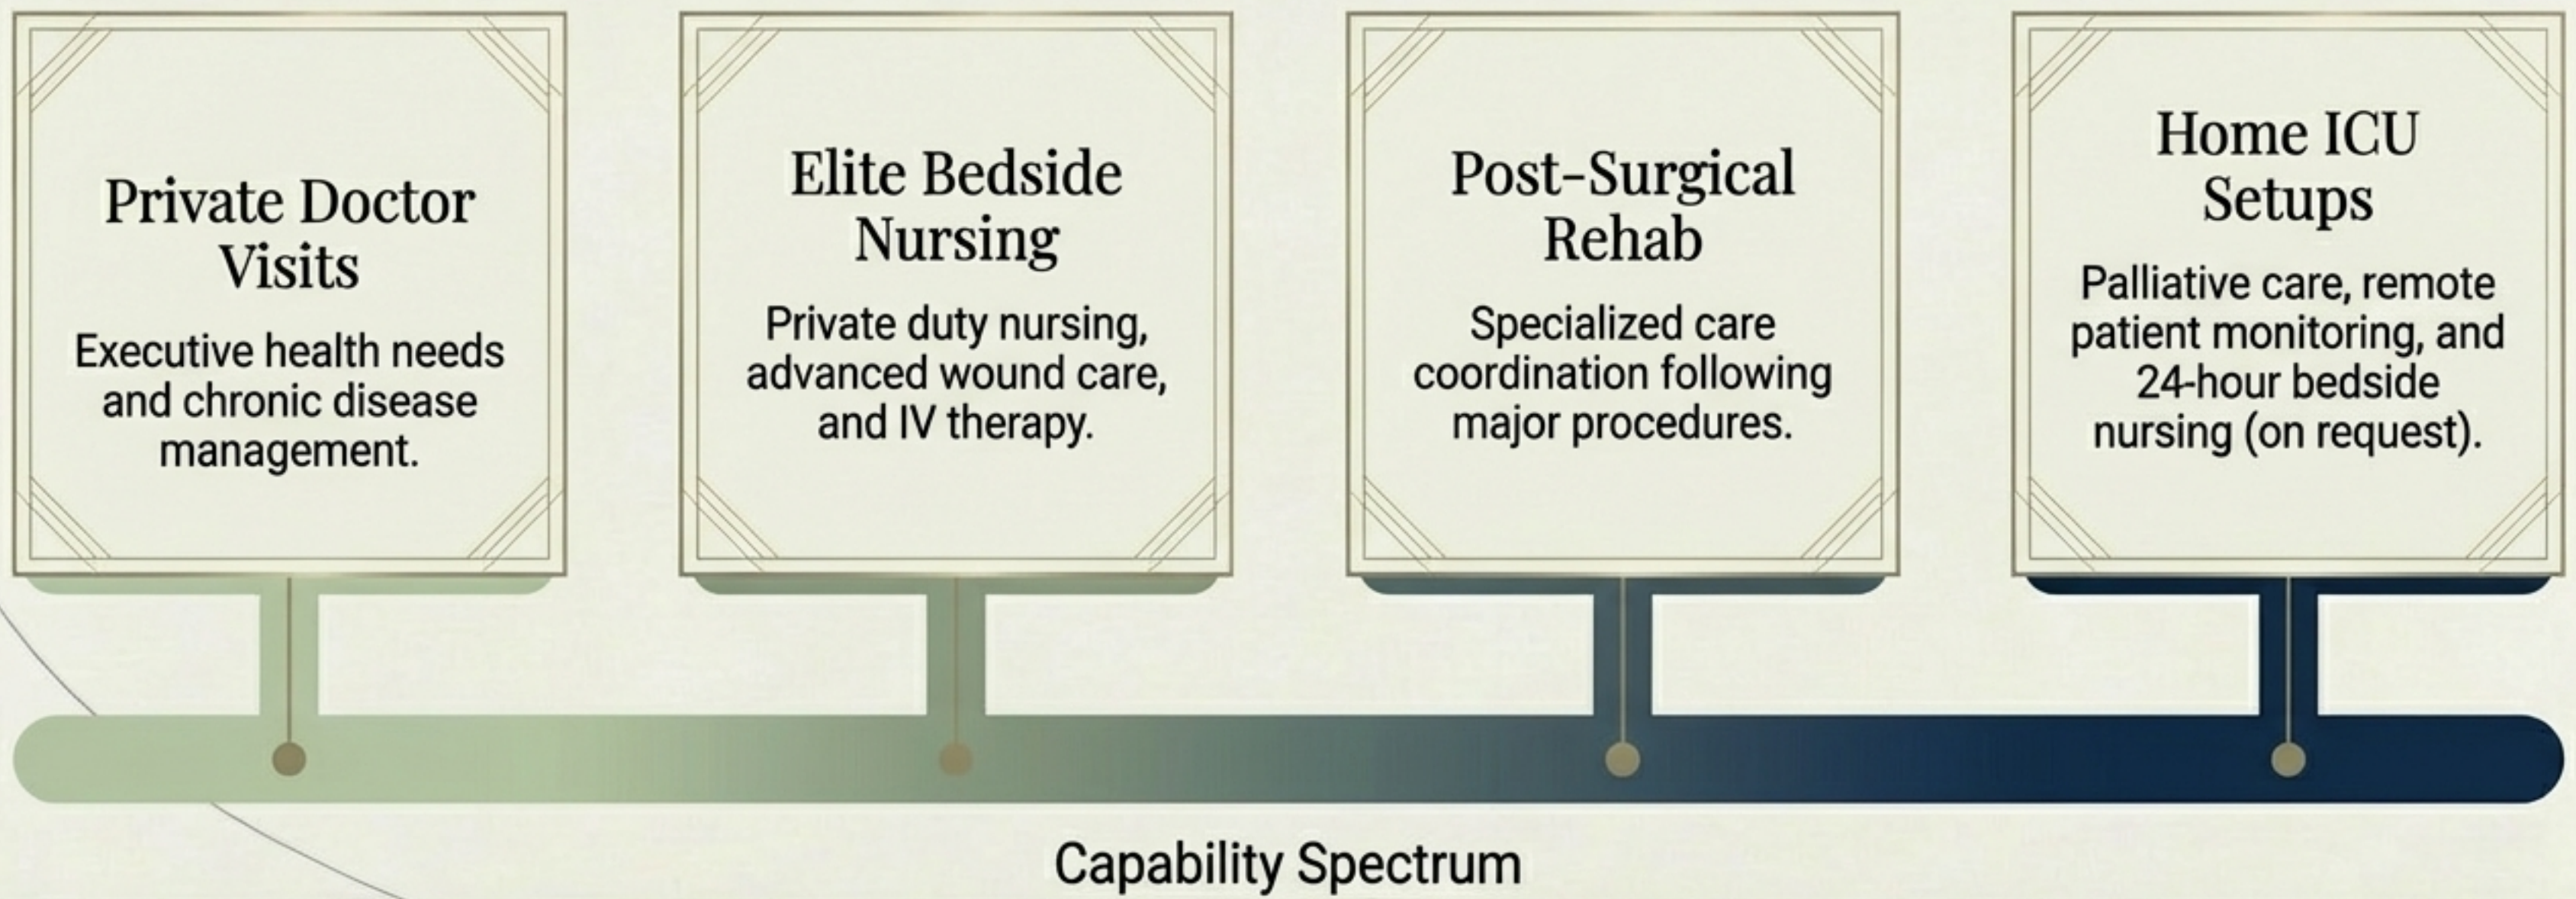 Private Doctor
Visits
Executive health needs
and chronic disease
management.
Elite Bedside
Nursing
Private duty nursing,
advanced wound care,
and IV therapy.
Post-Surgical
Rehab
Specialized care
coordination following
major procedures.
Home ICU
Setups
Palliative care, remote
patient monitoring, and
24-hour bedside
nursing (on request).
Capability Spectrum